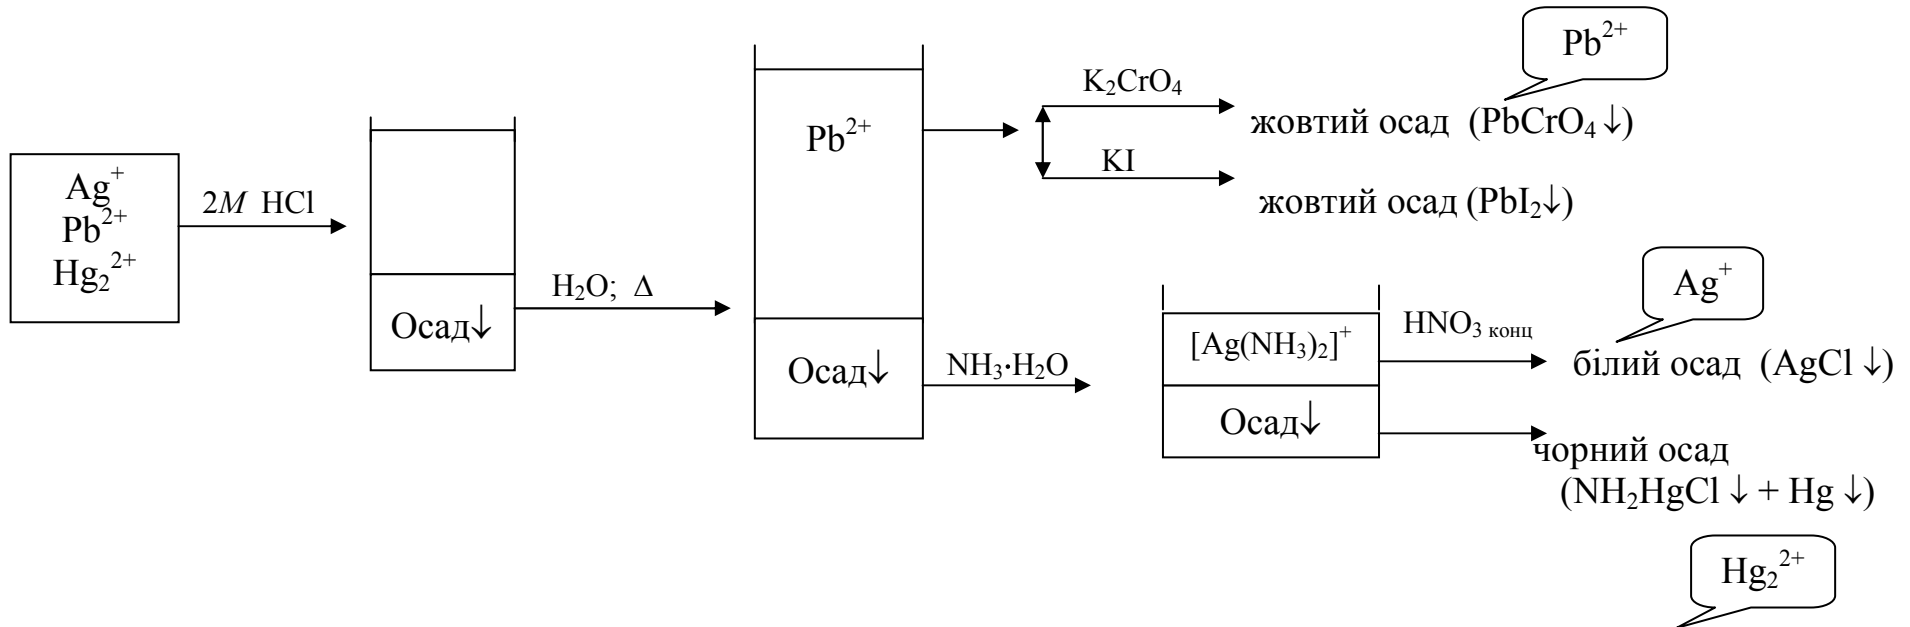 Ag⁺
Pb²⁺
Hg₂²⁺
2M HCl
Осад↓
H₂O; Δ
Pb²⁺
Осад↓
K₂CrO₄
жовтий осад (PbCrO₄↓)
Pb²⁺
KI
жовтий осад (PbI₂↓)
NH₃·H₂O
[Ag(NH₃)₂]⁺
Осад↓
HNO₃ конц
білий осад (AgCl ↓)
Ag⁺
чорний осад
(NH₂HgCl ↓ + Hg ↓)
Hg₂²⁺